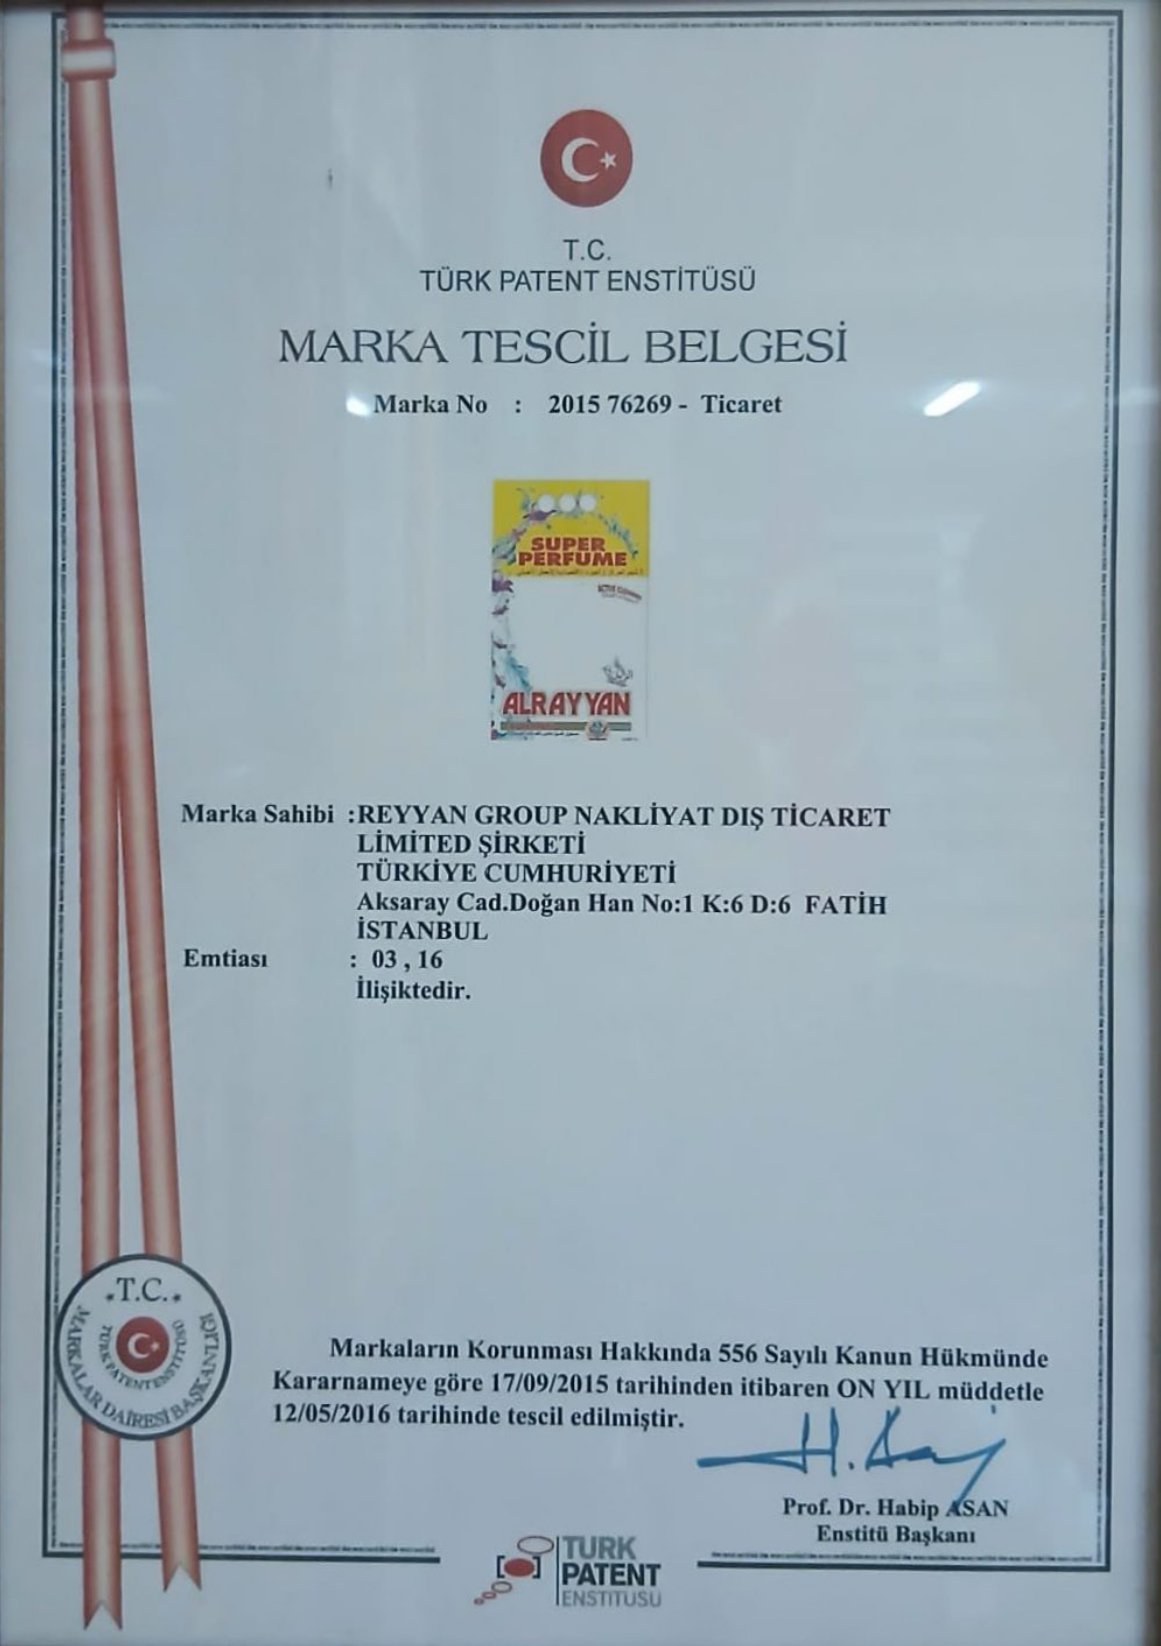 T.C.
TÜRK PATENT ENSTİTÜSÜ
MARKA TESCİL BELGESİ
Marka No : 2015 76269 - Ticaret
SUPER
PERFUME
ALRAYYAN
Marka Sahibi :REYYAN GROUP NAKLİYAT DIŞ TİCARET
LİMİTED ŞİRKETİ
TÜRKİYE CUMHURİYETİ
Aksaray Cad.Doğan Han No:1 K:6 D:6 FATİH
İSTANBUL
Emtiası : 03 , 16
İlişiktedir.
T.C.
TÜRK PATENT ENSTİTÜSÜ
MARKALAR DAİRESİ BAŞKANLIĞI
Markaların Korunması Hakkında 556 Sayılı Kanun Hükmünde
Kararnameye göre 17/09/2015 tarihinden itibaren ON YIL müddetle
12/05/2016 tarihinde tescil edilmiştir.
H. Asan
Prof. Dr. Habip ASAN
Enstitü Başkanı
TURK
PATENT
ENSTITUSU